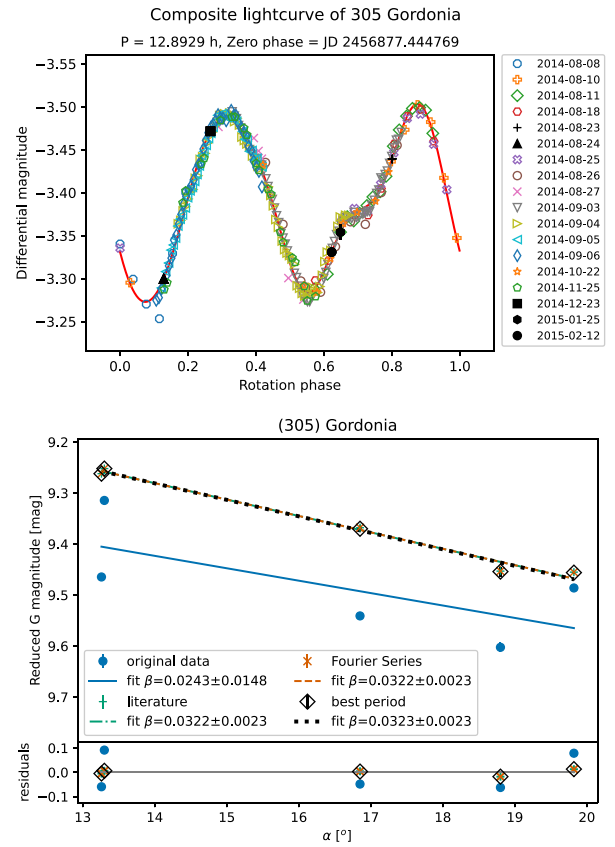 Composite lightcurve of 305 Gordonia
P = 12.8929 h, Zero phase = JD 2456877.444769
Differential magnitude
−3.55
−3.50
−3.45
−3.40
−3.35
−3.30
−3.25
0.0 0.2 0.4 0.6 0.8 1.0
Rotation phase
2014-08-08
2014-08-10
2014-08-11
2014-08-18
2014-08-23
2014-08-24
2014-08-25
2014-08-26
2014-08-27
2014-09-03
2014-09-04
2014-09-05
2014-09-06
2014-10-22
2014-11-25
2014-12-23
2015-01-25
2015-02-12
(305) Gordonia
Reduced G magnitude [mag]
9.2
9.3
9.4
9.5
9.6
9.7
original data
fit β=0.0243±0.0148
literature
fit β=0.0322±0.0023
Fourier Series
fit β=0.0322±0.0023
best period
fit β=0.0323±0.0023
residuals
0.1
0.0
−0.1
13 14 15 16 17 18 19 20
α [°]